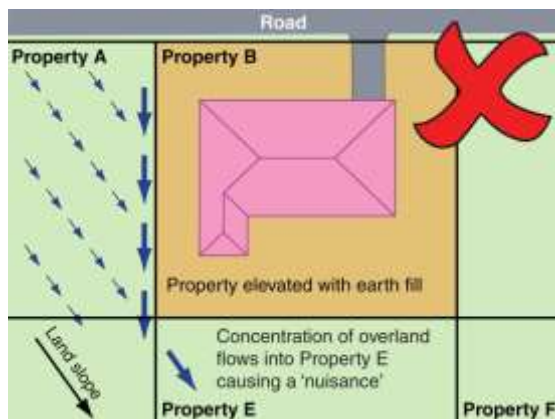 Road
Property A
Property B
Property elevated with earth fill
Land slope
Concentration of overland
flows into Property E
causing a ‘nuisance’
Property E
Property F